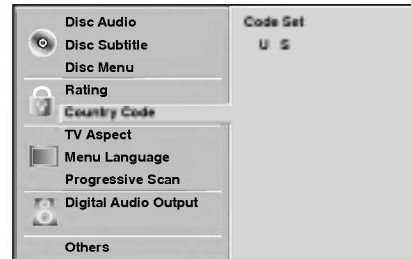 Disc Audio
Disc Subtitle
Disc Menu
Rating
Country Code
TV Aspect
Menu Language
Progressive Scan
Digital Audio Output
Others
Code Set
U S